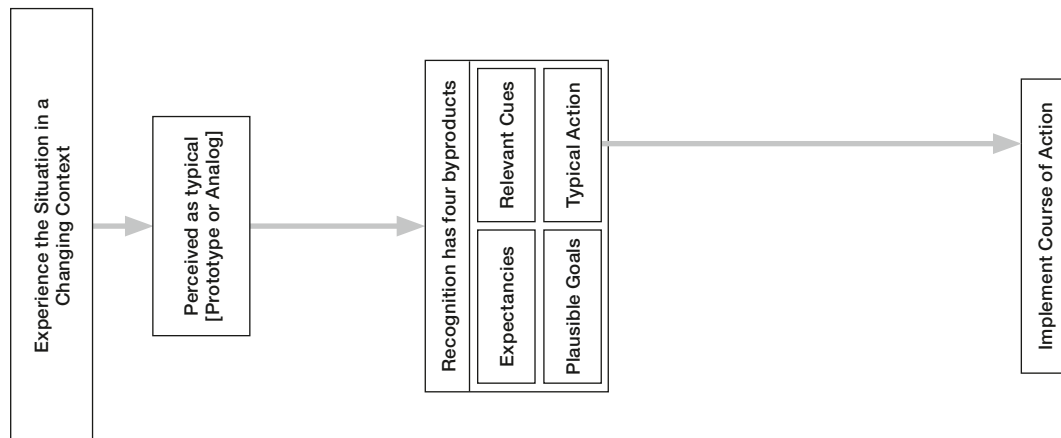 Experience the Situation in a
Changing Context
Perceived as typical
[Prototype or Analog]
Recognition has four byproducts
Expectancies
Relevant Cues
Plausible Goals
Typical Action
Implement Course of Action